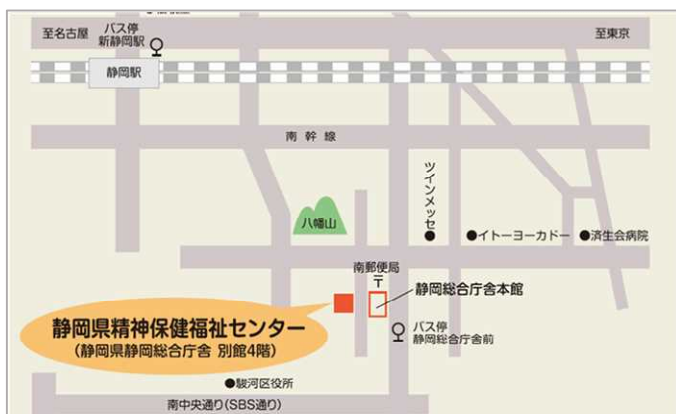 至名古屋
バス停
新静岡駅
至東京
静岡駅
南幹線
ツインメッセ
八幡山
●イトーヨーカドー
●済生会病院
南郵便局
〒
静岡総合庁舎本館
静岡県精神保健福祉センター
(静岡県静岡総合庁舎 別館4階)
バス停
静岡総合庁舎前
●駿河区役所
南中央通り(SBS通り)